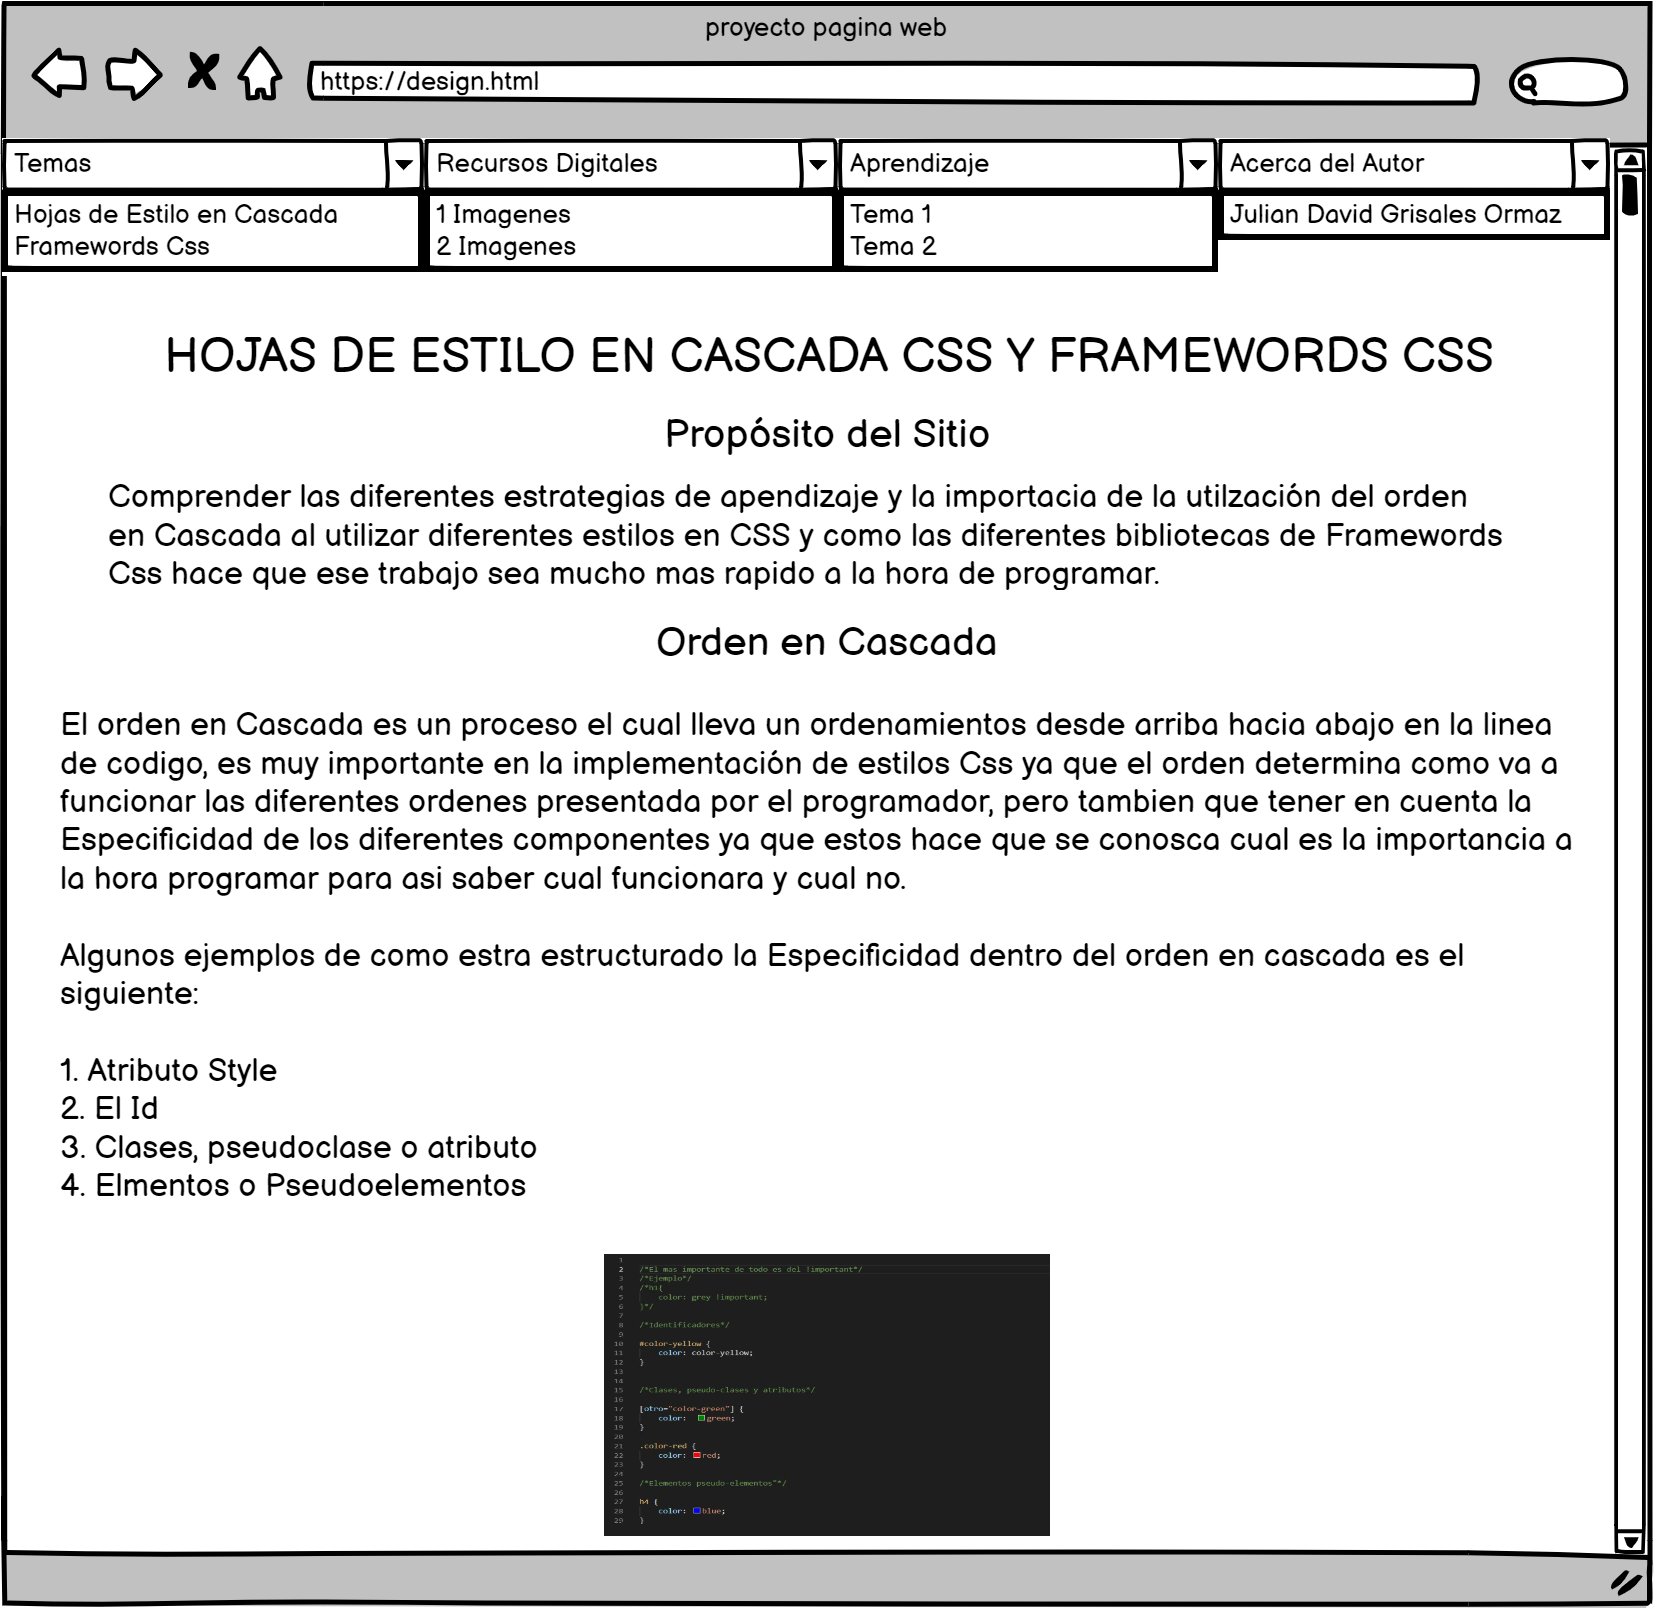 proyecto pagina web
https://design.html
Temas
Recursos Digitales
Aprendizaje
Acerca del Autor
Hojas de Estilo en Cascada
Framewords Css
1 Imagenes
2 Imagenes
Tema 1
Tema 2
Julian David Grisales Ormaz
HOJAS DE ESTILO EN CASCADA CSS Y FRAMEWORDS CSS
Propósito del Sitio
Comprender las diferentes estrategias de apendizaje y la importacia de la utilzación del orden
en Cascada al utilizar diferentes estilos en CSS y como las diferentes bibliotecas de Framewords
Css hace que ese trabajo sea mucho mas rapido a la hora de programar.
Orden en Cascada
El orden en Cascada es un proceso el cual lleva un ordenamientos desde arriba hacia abajo en la linea
de codigo, es muy importante en la implementación de estilos Css ya que el orden determina como va a
funcionar las diferentes ordenes presentada por el programador, pero tambien que tener en cuenta la
Especificidad de los diferentes componentes ya que estos hace que se conosca cual es la importancia a
la hora programar para asi saber cual funcionara y cual no.
Algunos ejemplos de como estra estructurado la Especificidad dentro del orden en cascada es el
siguiente:
1. Atributo Style
2. El Id
3. Clases, pseudoclase o atributo
4. Elmentos o Pseudoelementos
1
2 /*El mas importante de todo es del !important*/
3 /*Ejemplo*/
4 /*h1{
5 color: grey !important;
6 }*/
7
8 /*Identificadores*/
9
10 #color-yellow {
11 color: color-yellow;
12 }
13
14
15 /*Clases, pseudo-clases y atributos*/
16
17 [otro="color-green"] {
18 color: green;
19 }
20
21 .color-red {
22 color: red;
23 }
24
25 /*Elementos pseudo-elementos"*/
26
27 h4 {
28 color: blue;
29 }